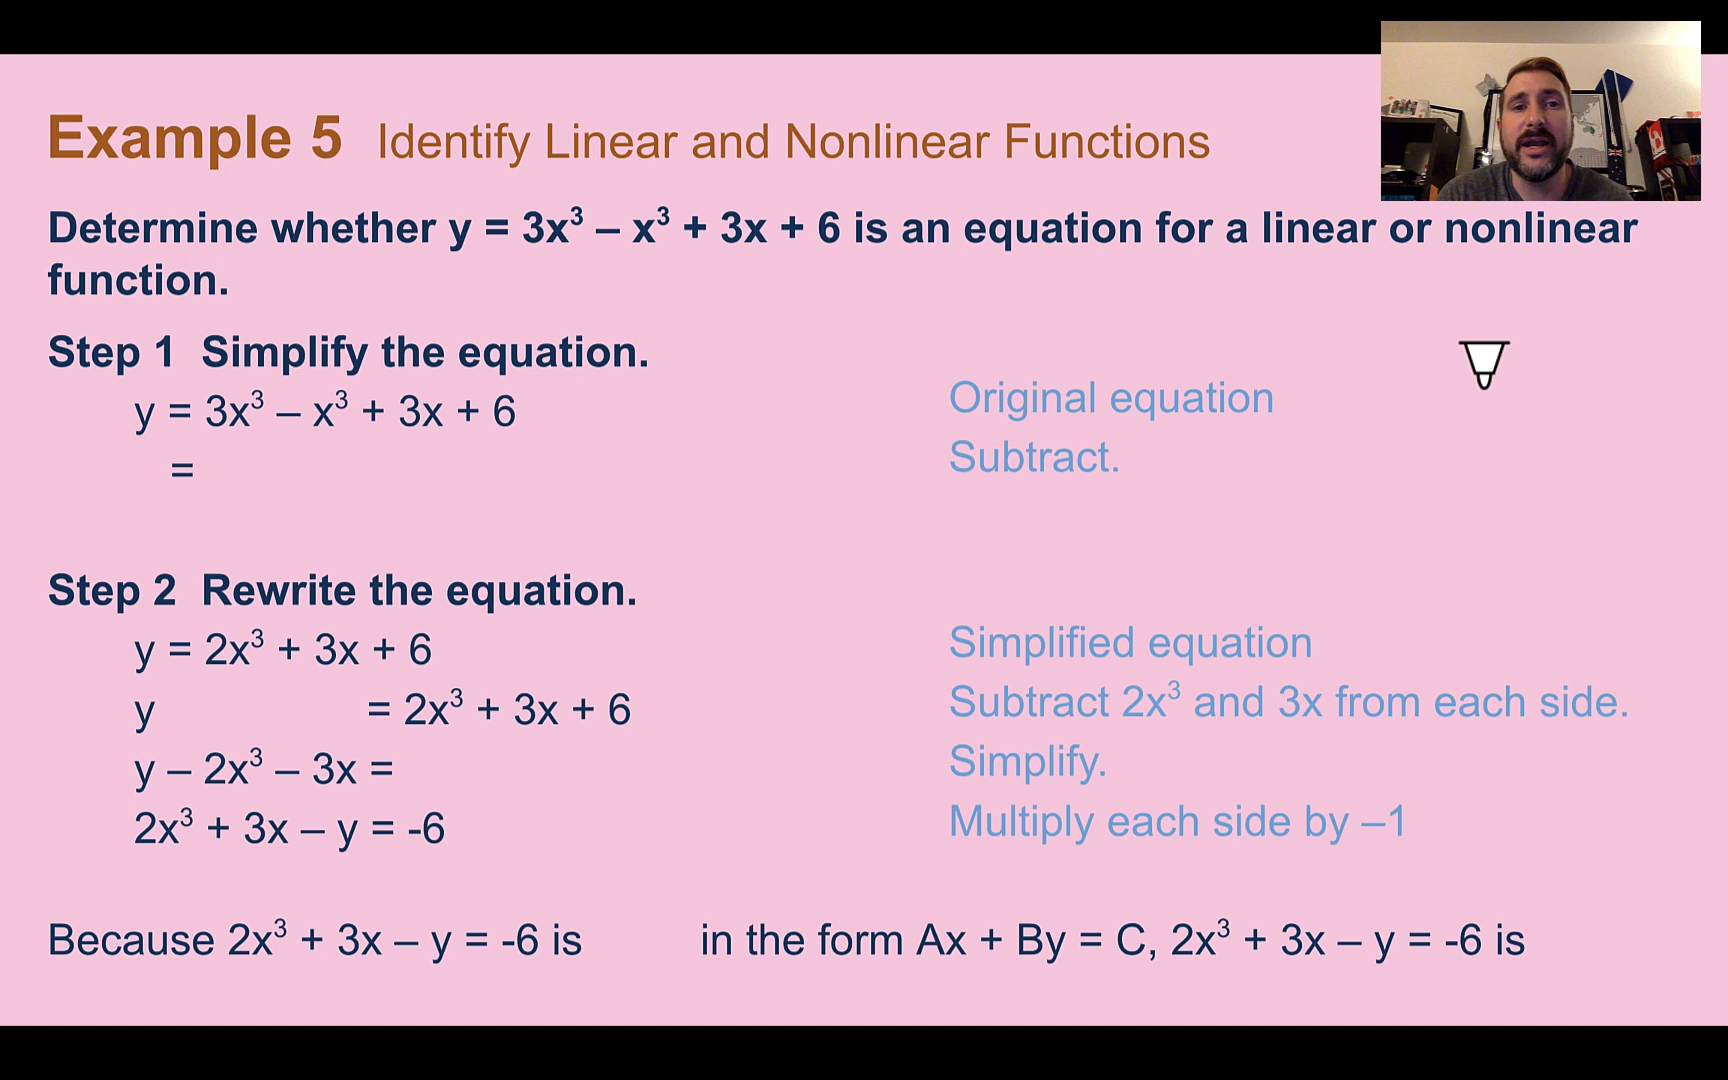 Example 5 Identify Linear and Nonlinear Functions
Determine whether y = 3x³ – x³ + 3x + 6 is an equation for a linear or nonlinear
function.
Step 1 Simplify the equation.
y = 3x³ – x³ + 3x + 6 Original equation
= Subtract.
Step 2 Rewrite the equation.
y = 2x³ + 3x + 6 Simplified equation
y = 2x³ + 3x + 6 Subtract 2x³ and 3x from each side.
y – 2x³ – 3x = Simplify.
2x³ + 3x – y = -6 Multiply each side by –1
Because 2x³ + 3x – y = -6 is in the form Ax + By = C, 2x³ + 3x – y = -6 is